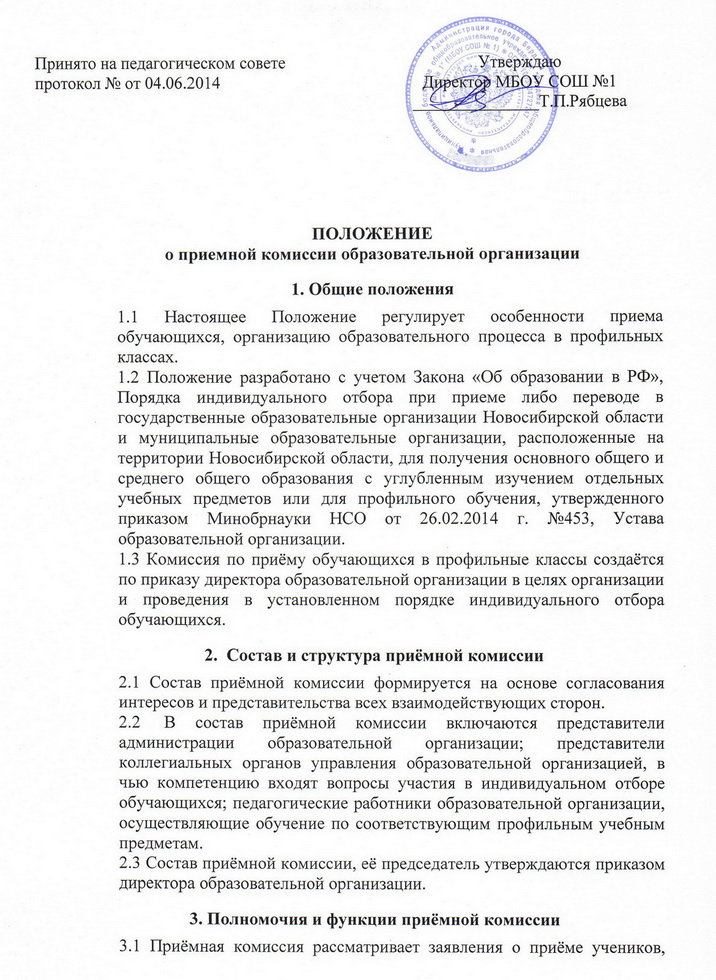 Принято на педагогическом совете
протокол № от 04.06.2014
Утверждаю
Директор МБОУ СОШ №1
Т.П.Рябцева
ПОЛОЖЕНИЕ
о приемной комиссии образовательной организации
1. Общие положения
1.1 Настоящее Положение регулирует особенности приема
обучающихся, организацию образовательного процесса в профильных
классах.
1.2 Положение разработано с учетом Закона «Об образовании в РФ»,
Порядка индивидуального отбора при приеме либо переводе в
государственные образовательные организации Новосибирской области
и муниципальные образовательные организации, расположенные на
территории Новосибирской области, для получения основного общего и
среднего общего образования с углубленным изучением отдельных
учебных предметов или для профильного обучения, утвержденного
приказом Минобрнауки НСО от 26.02.2014 г. №453, Устава
образовательной организации.
1.3 Комиссия по приёму обучающихся в профильные классы создаётся
по приказу директора образовательной организации в целях организации
и проведения в установленном порядке индивидуального отбора
обучающихся.
2. Состав и структура приёмной комиссии
2.1 Состав приёмной комиссии формируется на основе согласования
интересов и представительства всех взаимодействующих сторон.
2.2 В состав приёмной комиссии включаются представители
администрации образовательной организации; представители
коллегиальных органов управления образовательной организацией, в
чью компетенцию входят вопросы участия в индивидуальном отборе
обучающихся; педагогические работники образовательной организации,
осуществляющие обучение по соответствующим профильным учебным
предметам.
2.3 Состав приёмной комиссии, её председатель утверждаются приказом
директора образовательной организации.
3. Полномочия и функции приёмной комиссии
3.1 Приёмная комиссия рассматривает заявления о приёме учеников,